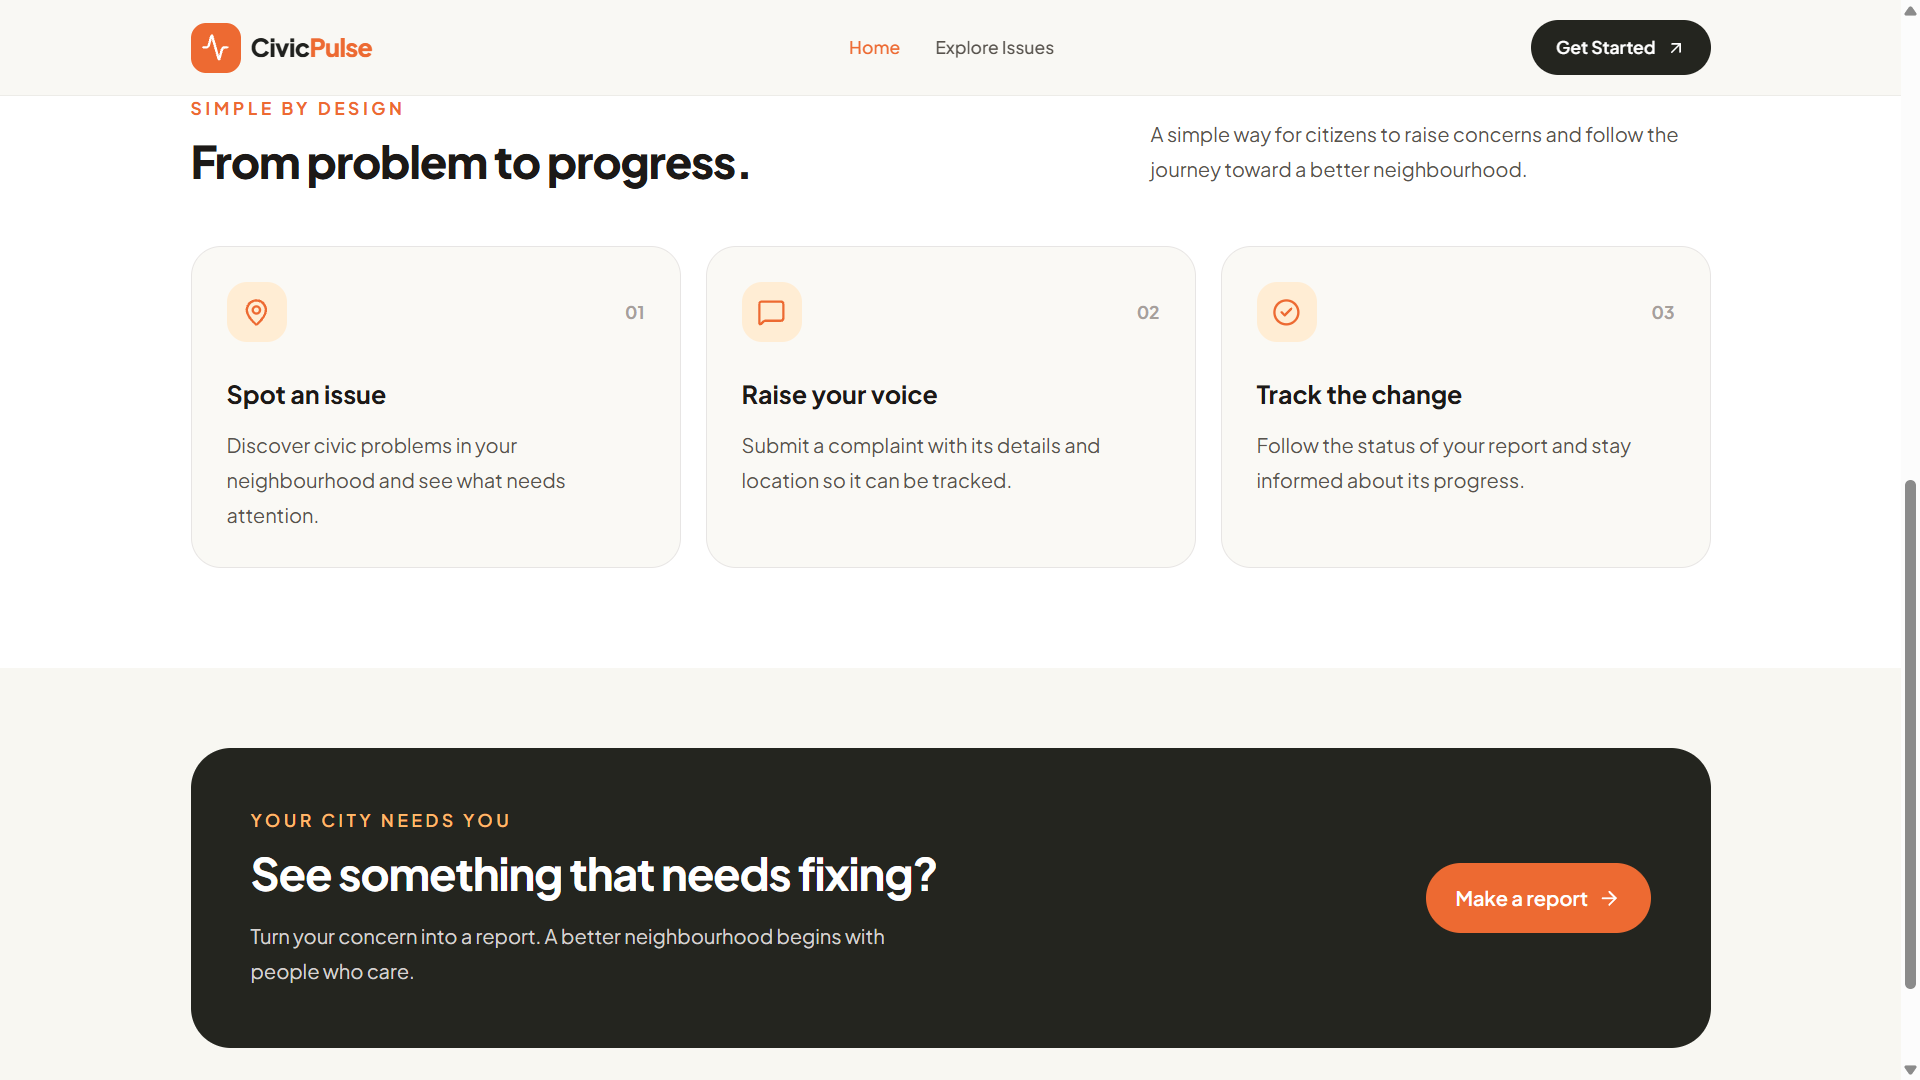 CivicPulse
Home
Explore Issues
Get Started
SIMPLE BY DESIGN
From problem to progress.
A simple way for citizens to raise concerns and follow the
journey toward a better neighbourhood.
01
Spot an issue
Discover civic problems in your
neighbourhood and see what needs
attention.
02
Raise your voice
Submit a complaint with its details and
location so it can be tracked.
03
Track the change
Follow the status of your report and stay
informed about its progress.
YOUR CITY NEEDS YOU
See something that needs fixing?
Turn your concern into a report. A better neighbourhood begins with
people who care.
Make a report